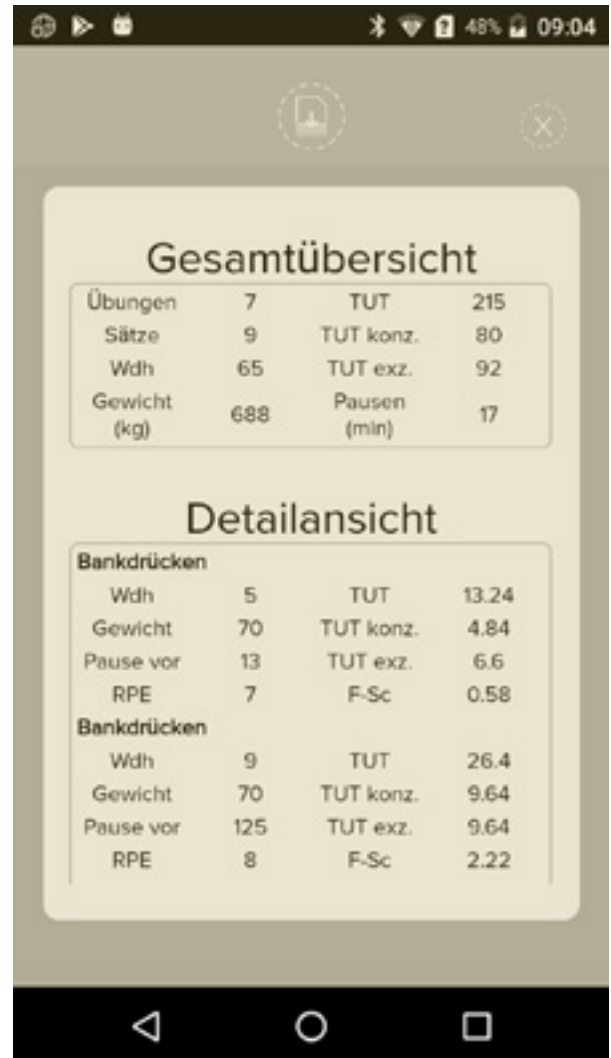 48% 09:04
Gesamtübersicht
Übungen 7 TUT 215
Sätze 9 TUT konz. 80
Wdh 65 TUT exz. 92
Gewicht (kg) 688 Pausen (min) 17
Detailansicht
Bankdrücken
Wdh 5 TUT 13.24
Gewicht 70 TUT konz. 4.84
Pause vor 13 TUT exz. 6.6
RPE 7 F-Sc 0.58
Bankdrücken
Wdh 9 TUT 26.4
Gewicht 70 TUT konz. 9.64
Pause vor 125 TUT exz. 9.64
RPE 8 F-Sc 2.22